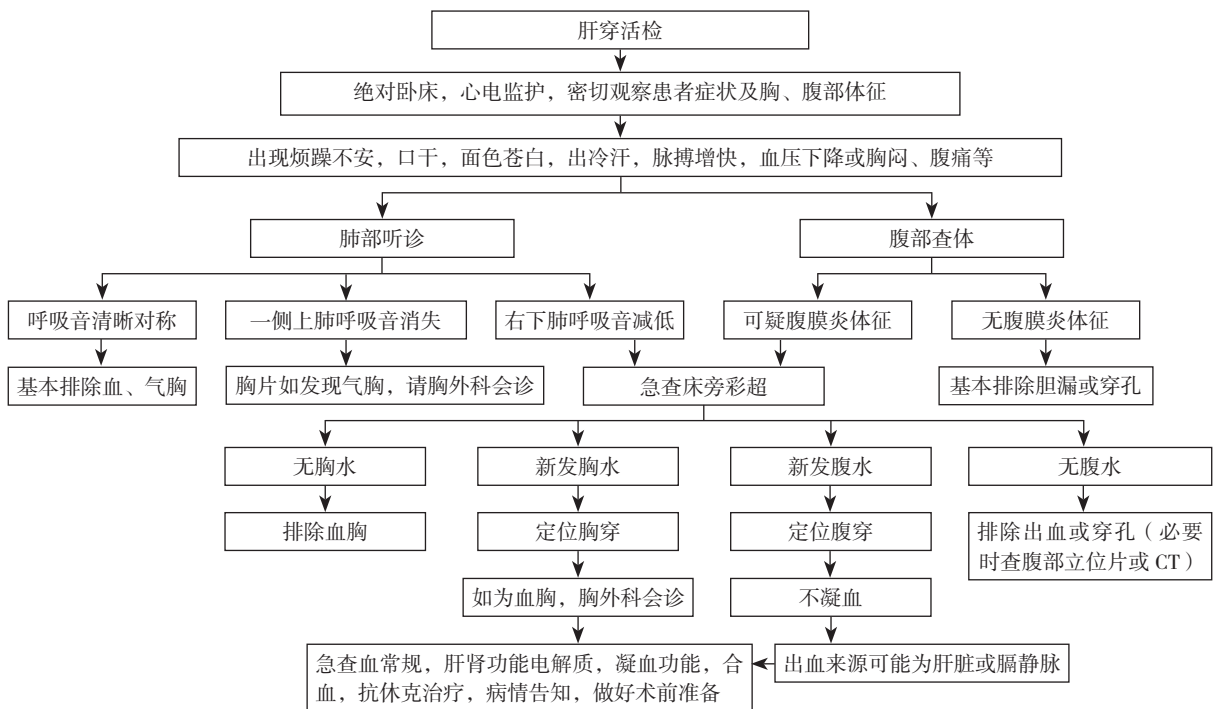 肝穿活检
绝对卧床，心电监护，密切观察患者症状及胸、腹部体征
出现烦躁不安，口干，面色苍白，出冷汗，脉搏增快，血压下降或胸闷、腹痛等
肺部听诊
腹部查体
呼吸音清晰对称
一侧上肺呼吸音消失
右下肺呼吸音减低
可疑腹膜炎体征
无腹膜炎体征
基本排除血、气胸
胸片如发现气胸，请胸外科会诊
急查床旁彩超
基本排除胆漏或穿孔
无胸水
新发胸水
新发腹水
无腹水
排除血胸
定位胸穿
定位腹穿
排除出血或穿孔（必要
时查腹部立位片或 CT）
如为血胸，胸外科会诊
不凝血
急查血常规，肝肾功能电解质，凝血功能，合
血，抗休克治疗，病情告知，做好术前准备
出血来源可能为肝脏或膈静脉